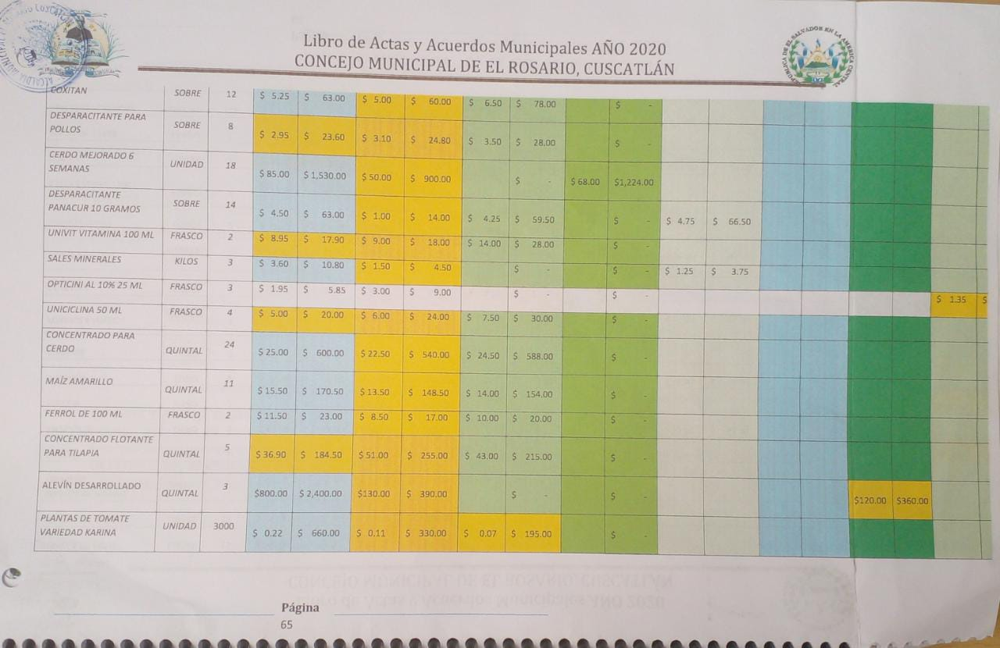 Libro de Actas y Acuerdos Municipales AÑO 2020
CONCEJO MUNICIPAL DE EL ROSARIO, CUSCATLÁN
COXITAN SOBRE 12 $ 5.25 $ 63.00 $ 5.00 $ 60.00 $ 6.50 $ 78.00 $ -
DESPARACITANTE PARA
POLLOS SOBRE 8 $ 2.95 $ 23.60 $ 3.10 $ 24.80 $ 3.50 $ 28.00 $ -
CERDO MEJORADO 6
SEMANAS UNIDAD 18 $ 85.00 $ 1,530.00 $ 50.00 $ 900.00 $ - $ 68.00 $1,224.00
DESPARACITANTE
PANACUR 10 GRAMOS SOBRE 14 $ 4.50 $ 63.00 $ 1.00 $ 14.00 $ 4.25 $ 59.50 $ - $ 4.75 $ 66.50
UNIVIT VITAMINA 100 ML FRASCO 2 $ 8.95 $ 17.90 $ 9.00 $ 18.00 $ 14.00 $ 28.00 $ -
SALES MINERALES KILOS 3 $ 3.60 $ 10.80 $ 1.50 $ 4.50 $ - $ - $ 1.25 $ 3.75
OPTICINI AL 10% 25 ML FRASCO 3 $ 1.95 $ 5.85 $ 3.00 $ 9.00 $ - $ - $ 1.35 $
UNICICLINA 50 ML FRASCO 4 $ 5.00 $ 20.00 $ 6.00 $ 24.00 $ 7.50 $ 30.00 $ -
CONCENTRADO PARA
CERDO QUINTAL 24 $ 25.00 $ 600.00 $ 22.50 $ 540.00 $ 24.50 $ 588.00 $ -
MAÍZ AMARILLO QUINTAL 11 $ 15.50 $ 170.50 $ 13.50 $ 148.50 $ 14.00 $ 154.00 $ -
FERROL DE 100 ML FRASCO 2 $ 11.50 $ 23.00 $ 8.50 $ 17.00 $ 10.00 $ 20.00 $ -
CONCENTRADO FLOTANTE
PARA TILAPIA QUINTAL 5 $ 36.90 $ 184.50 $ 51.00 $ 255.00 $ 43.00 $ 215.00 $ -
ALEVÍN DESARROLLADO QUINTAL 3 $800.00 $ 2,400.00 $130.00 $ 390.00 $ - $ - $120.00 $360.00
PLANTAS DE TOMATE
VARIEDAD KARINA UNIDAD 3000 $ 0.22 $ 660.00 $ 0.11 $ 330.00 $ 0.07 $ 195.00 $ -
Página
65